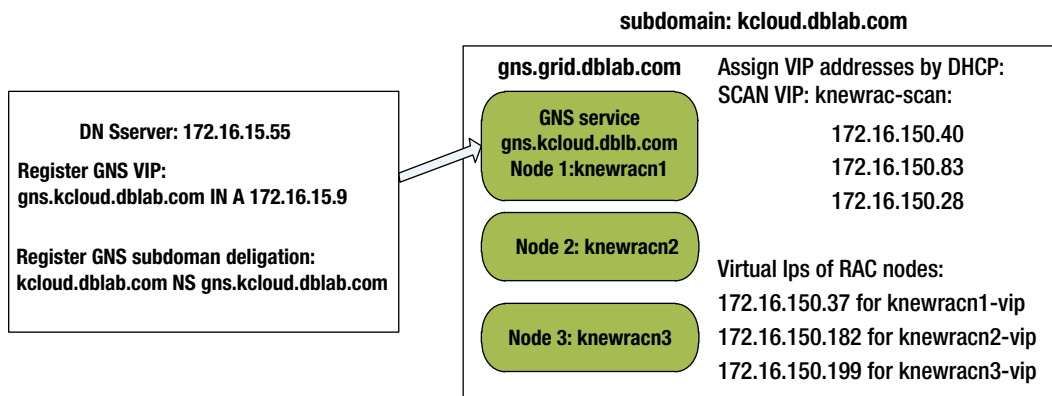 subdomain: kcloud.dblab.com
DN Sserver: 172.16.15.55
Register GNS VIP:
gns.kcloud.dblab.com IN A 172.16.15.9
Register GNS subdoman deligation:
kcloud.dblab.com NS gns.kcloud.dblab.com
gns.grid.dblab.com
GNS service
gns.kcloud.dblb.com
Node 1:knewracn1
Node 2: knewracn2
Node 3: knewracn3
Assign VIP addresses by DHCP:
SCAN VIP: knewrac-scan:
172.16.150.40
172.16.150.83
172.16.150.28
Virtual Ips of RAC nodes:
172.16.150.37 for knewracn1-vip
172.16.150.182 for knewracn2-vip
172.16.150.199 for knewracn3-vip